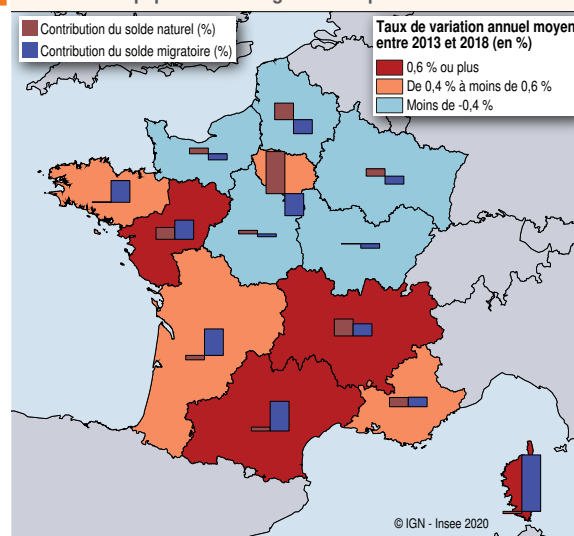 Contribution du solde naturel (%)
Contribution du solde migratoire (%)
Taux de variation annuel moyen
entre 2013 et 2018 (en %)
0,6 % ou plus
De 0,4 % à moins de 0,6 %
Moins de -0,4 %
© IGN - Insee 2020